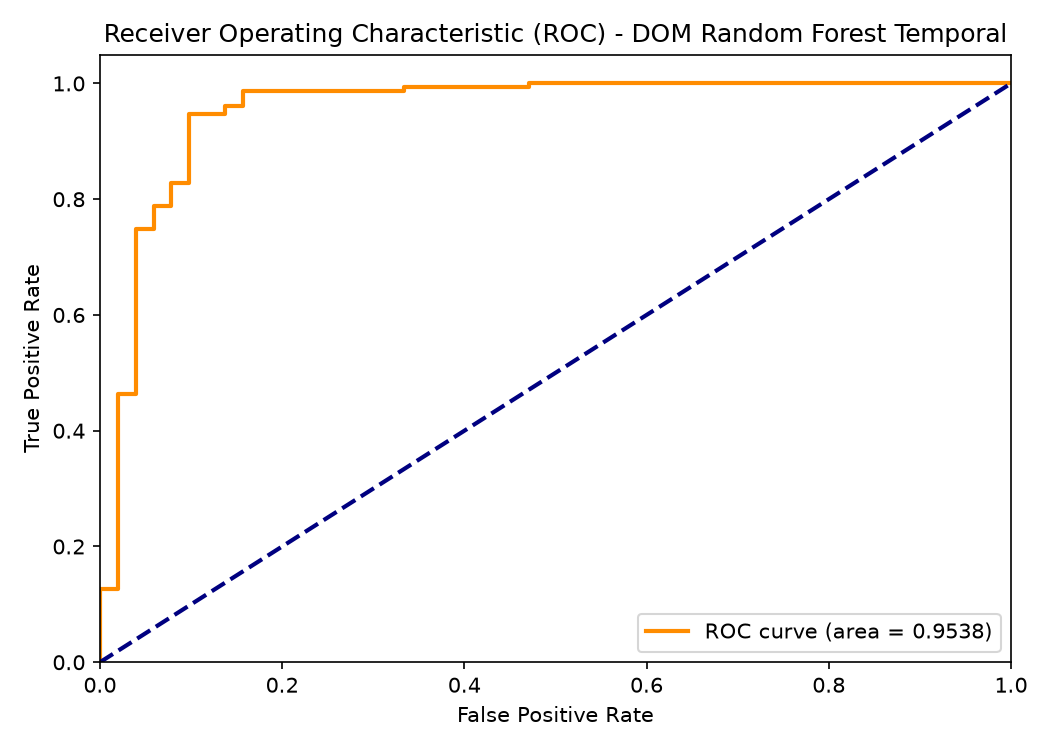 Receiver Operating Characteristic (ROC) - DOM Random Forest Temporal
1.0
0.8
0.6
0.4
0.2
0.0
True Positive Rate
ROC curve (area = 0.9538)
0.0 0.2 0.4 0.6 0.8 1.0
False Positive Rate